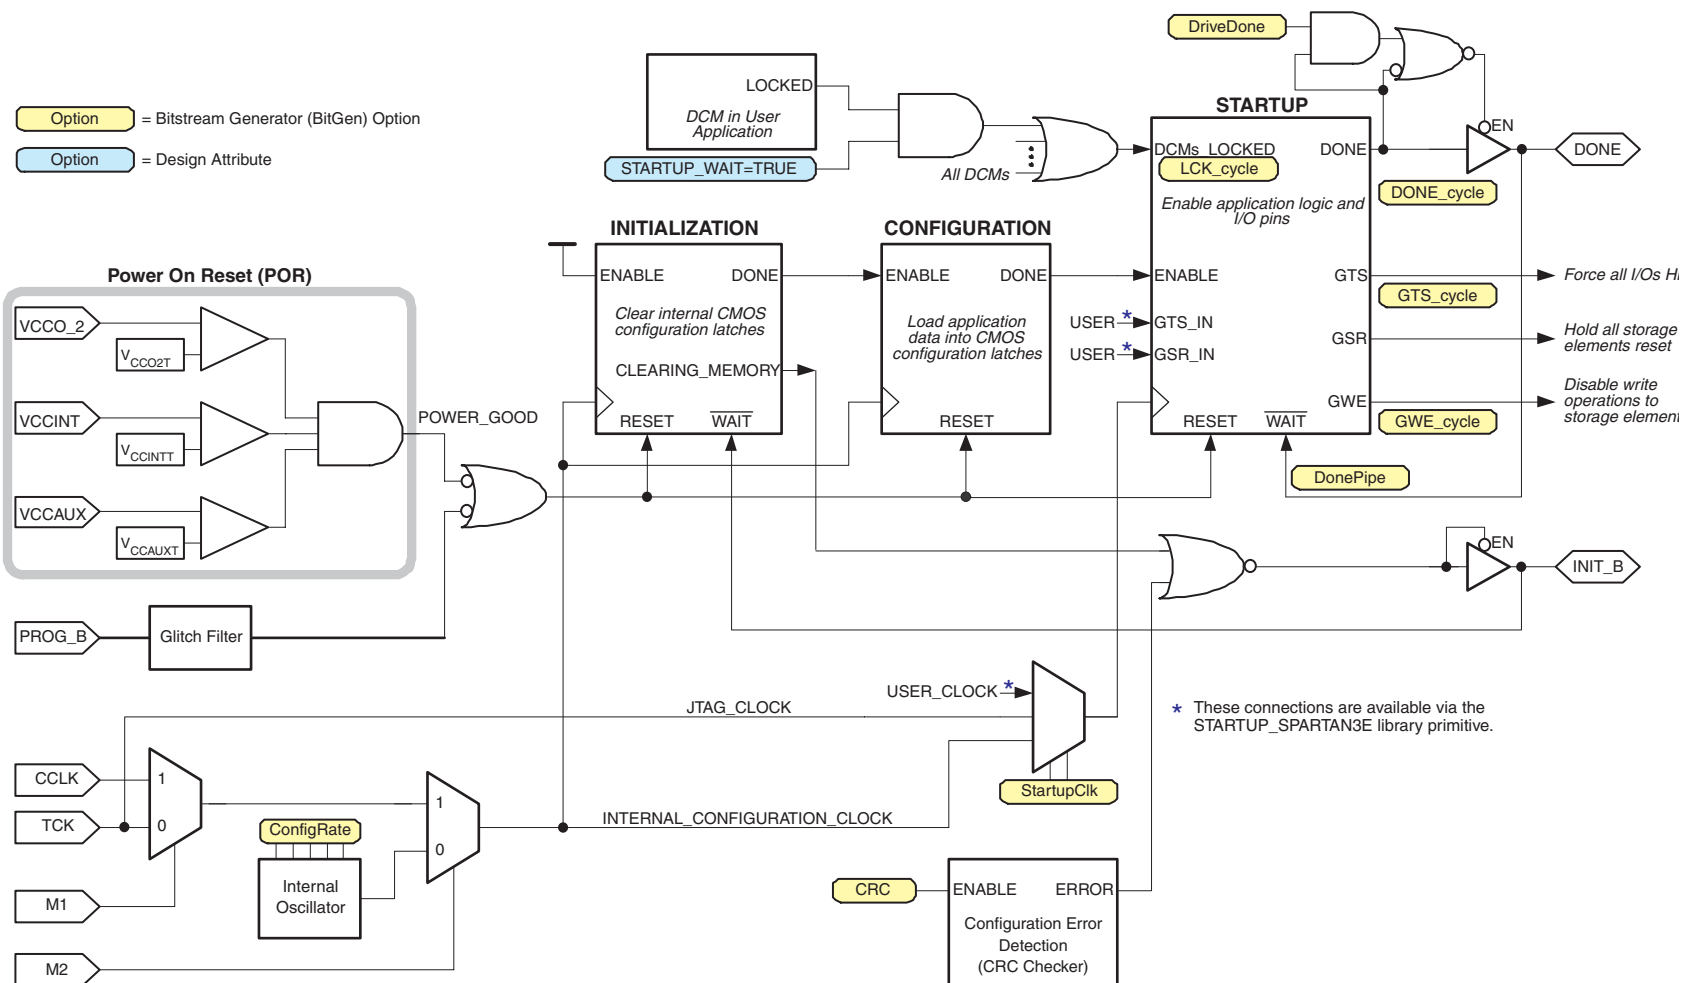 DriveDone
STARTUP
LOCKED
DCM in User
Application
STARTUP_WAIT=TRUE
All DCMs
Option = Bitstream Generator (BitGen) Option
Option = Design Attribute
DCMs_LOCKED
LCK_cycle
DONE
EN
DONE
DONE_cycle
Enable application logic and
I/O pins
INITIALIZATION
CONFIGURATION
Power On Reset (POR)
ENABLE DONE
ENABLE DONE
ENABLE
GTS
Force all I/Os
GTS_cycle
VCCO_2
VCCO2T
Clear internal CMOS
configuration latches
Load application
data into CMOS
configuration latches
USER * GTS_IN
USER * GSR_IN
GSR
Hold all storage
elements reset
CLEARING_MEMORY
VCCINT
VCCINTT
POWER_GOOD
RESET WAIT
RESET
RESET WAIT
GWE
GWE_cycle
Disable write
operations to
storage
DonePipe
VCCAUX
VCCAUXT
EN
INIT_B
PROG_B
Glitch Filter
USER_CLOCK *
JTAG_CLOCK
* These connections are available via the
STARTUP_SPARTAN3E library primitive.
CCLK
1
TCK
0
StartupClk
1
0
INTERNAL_CONFIGURATION_CLOCK
ConfigRate
Internal
Oscillator
M1
M2
CRC
ENABLE ERROR
Configuration Error
Detection
(CRC Checker)